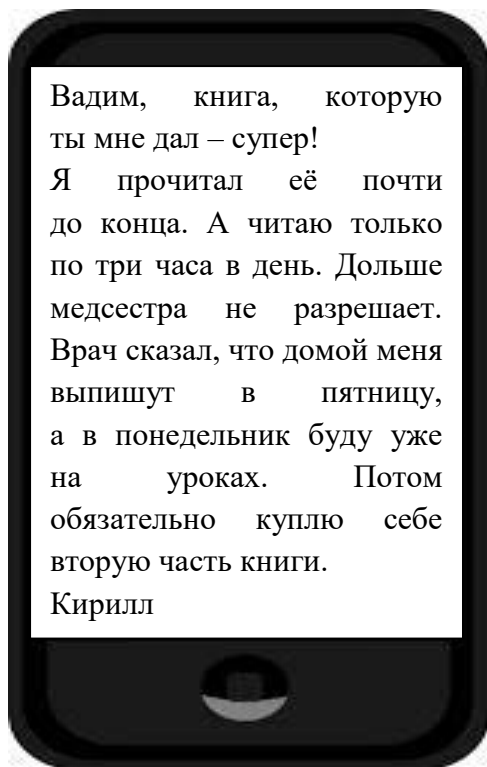 Вадим, книга, которую
ты мне дал – супер!
Я прочитал её почти
до конца. А читаю только
по три часа в день. Дольше
медсестра не разрешает.
Врач сказал, что домой меня
выпишут в пятницу,
а в понедельник буду уже
на уроках. Потом
обязательно куплю себе
вторую часть книги.
Кирилл